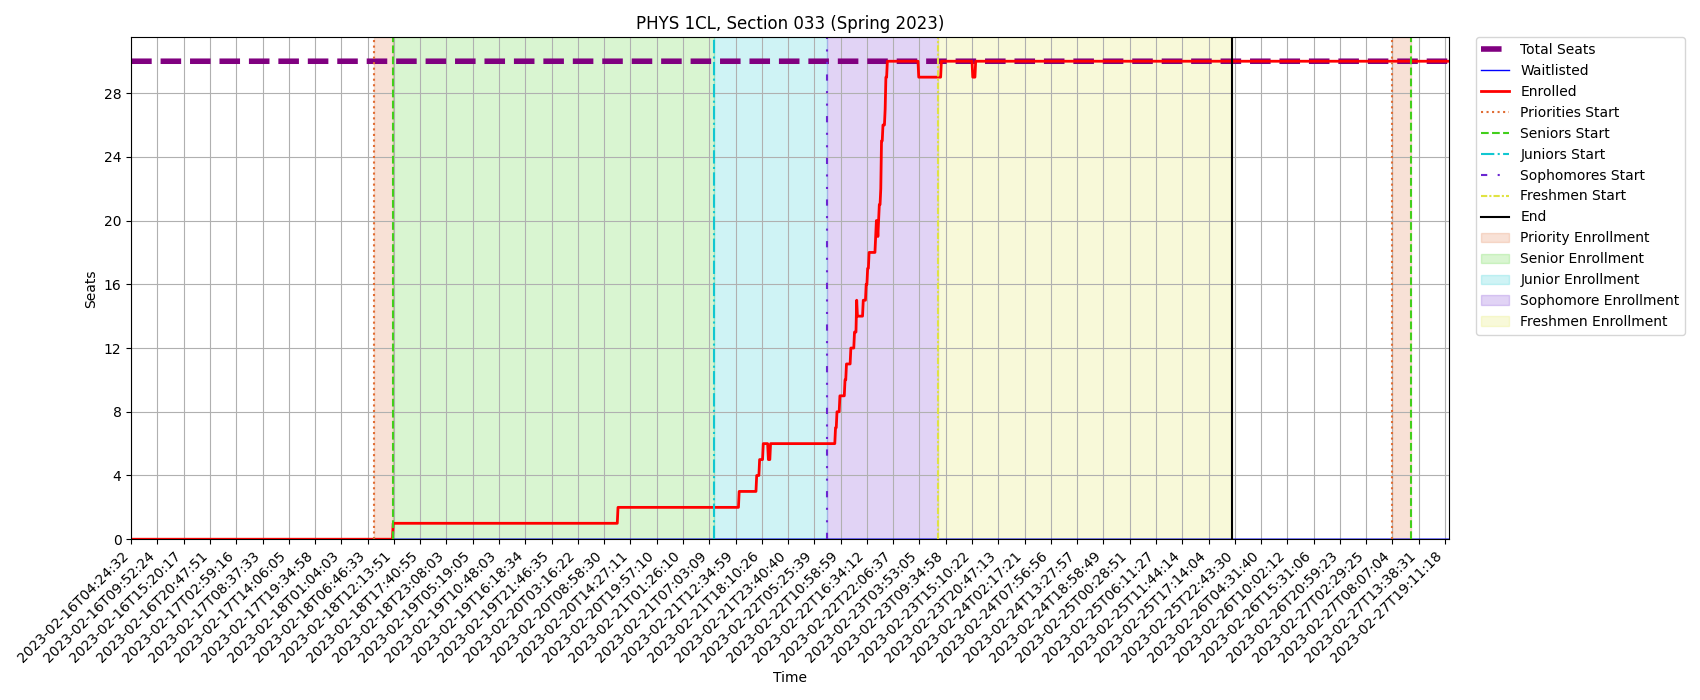 PHYS 1CL, Section 033 (Spring 2023)
Seats
28
24
20
16
12
8
4
0
2023-02-16T04:24:32
2023-02-16T09:52:24
2023-02-16T15:20:17
2023-02-16T20:47:51
2023-02-17T02:59:16
2023-02-17T08:37:33
2023-02-17T14:06:05
2023-02-17T19:34:58
2023-02-18T01:04:03
2023-02-18T06:46:33
2023-02-18T12:13:51
2023-02-18T17:40:55
2023-02-18T23:08:03
2023-02-19T05:19:05
2023-02-19T10:48:03
2023-02-19T16:18:34
2023-02-19T21:46:35
2023-02-20T03:16:22
2023-02-20T08:58:30
2023-02-20T14:27:11
2023-02-20T19:57:10
2023-02-21T01:26:10
2023-02-21T07:03:09
2023-02-21T12:34:59
2023-02-21T18:10:26
2023-02-21T23:40:40
2023-02-22T05:25:39
2023-02-22T10:58:59
2023-02-22T16:34:12
2023-02-22T22:06:37
2023-02-23T03:53:05
2023-02-23T09:34:58
2023-02-23T15:10:22
2023-02-23T20:47:13
2023-02-24T02:17:21
2023-02-24T07:56:56
2023-02-24T13:27:57
2023-02-24T18:58:49
2023-02-25T00:28:51
2023-02-25T06:11:27
2023-02-25T11:44:14
2023-02-25T17:14:04
2023-02-25T22:43:30
2023-02-26T04:31:40
2023-02-26T10:02:12
2023-02-26T15:31:06
2023-02-26T20:59:23
2023-02-27T02:29:25
2023-02-27T08:07:04
2023-02-27T13:38:31
2023-02-27T19:11:18
Time
Total Seats
Waitlisted
Enrolled
Priorities Start
Seniors Start
Juniors Start
Sophomores Start
Freshmen Start
End
Priority Enrollment
Senior Enrollment
Junior Enrollment
Sophomore Enrollment
Freshmen Enrollment